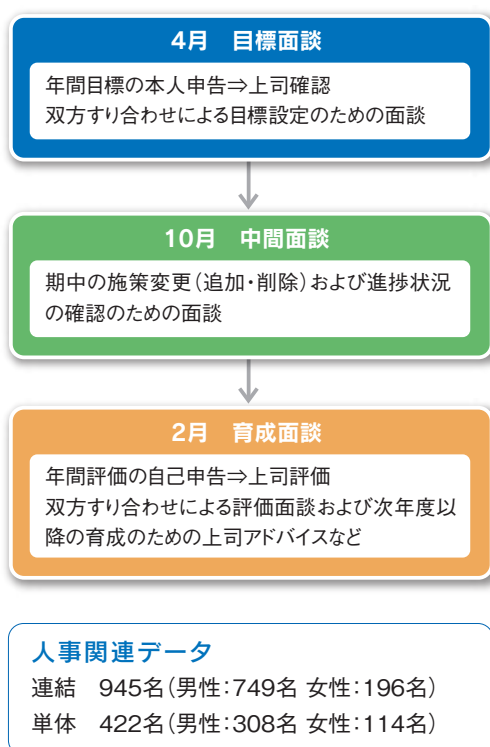 4月 目標面談
年間目標の本人申告⇒上司確認
双方すり合わせによる目標設定のための面談
10月 中間面談
期中の施策変更(追加・削除)および進捗状況
の確認のための面談
2月 育成面談
年間評価の自己申告⇒上司評価
双方すり合わせによる評価面談および次年度以
降の育成のための上司アドバイスなど
人事関連データ
連結 945名(男性:749名 女性:196名)
単体 422名(男性:308名 女性:114名)